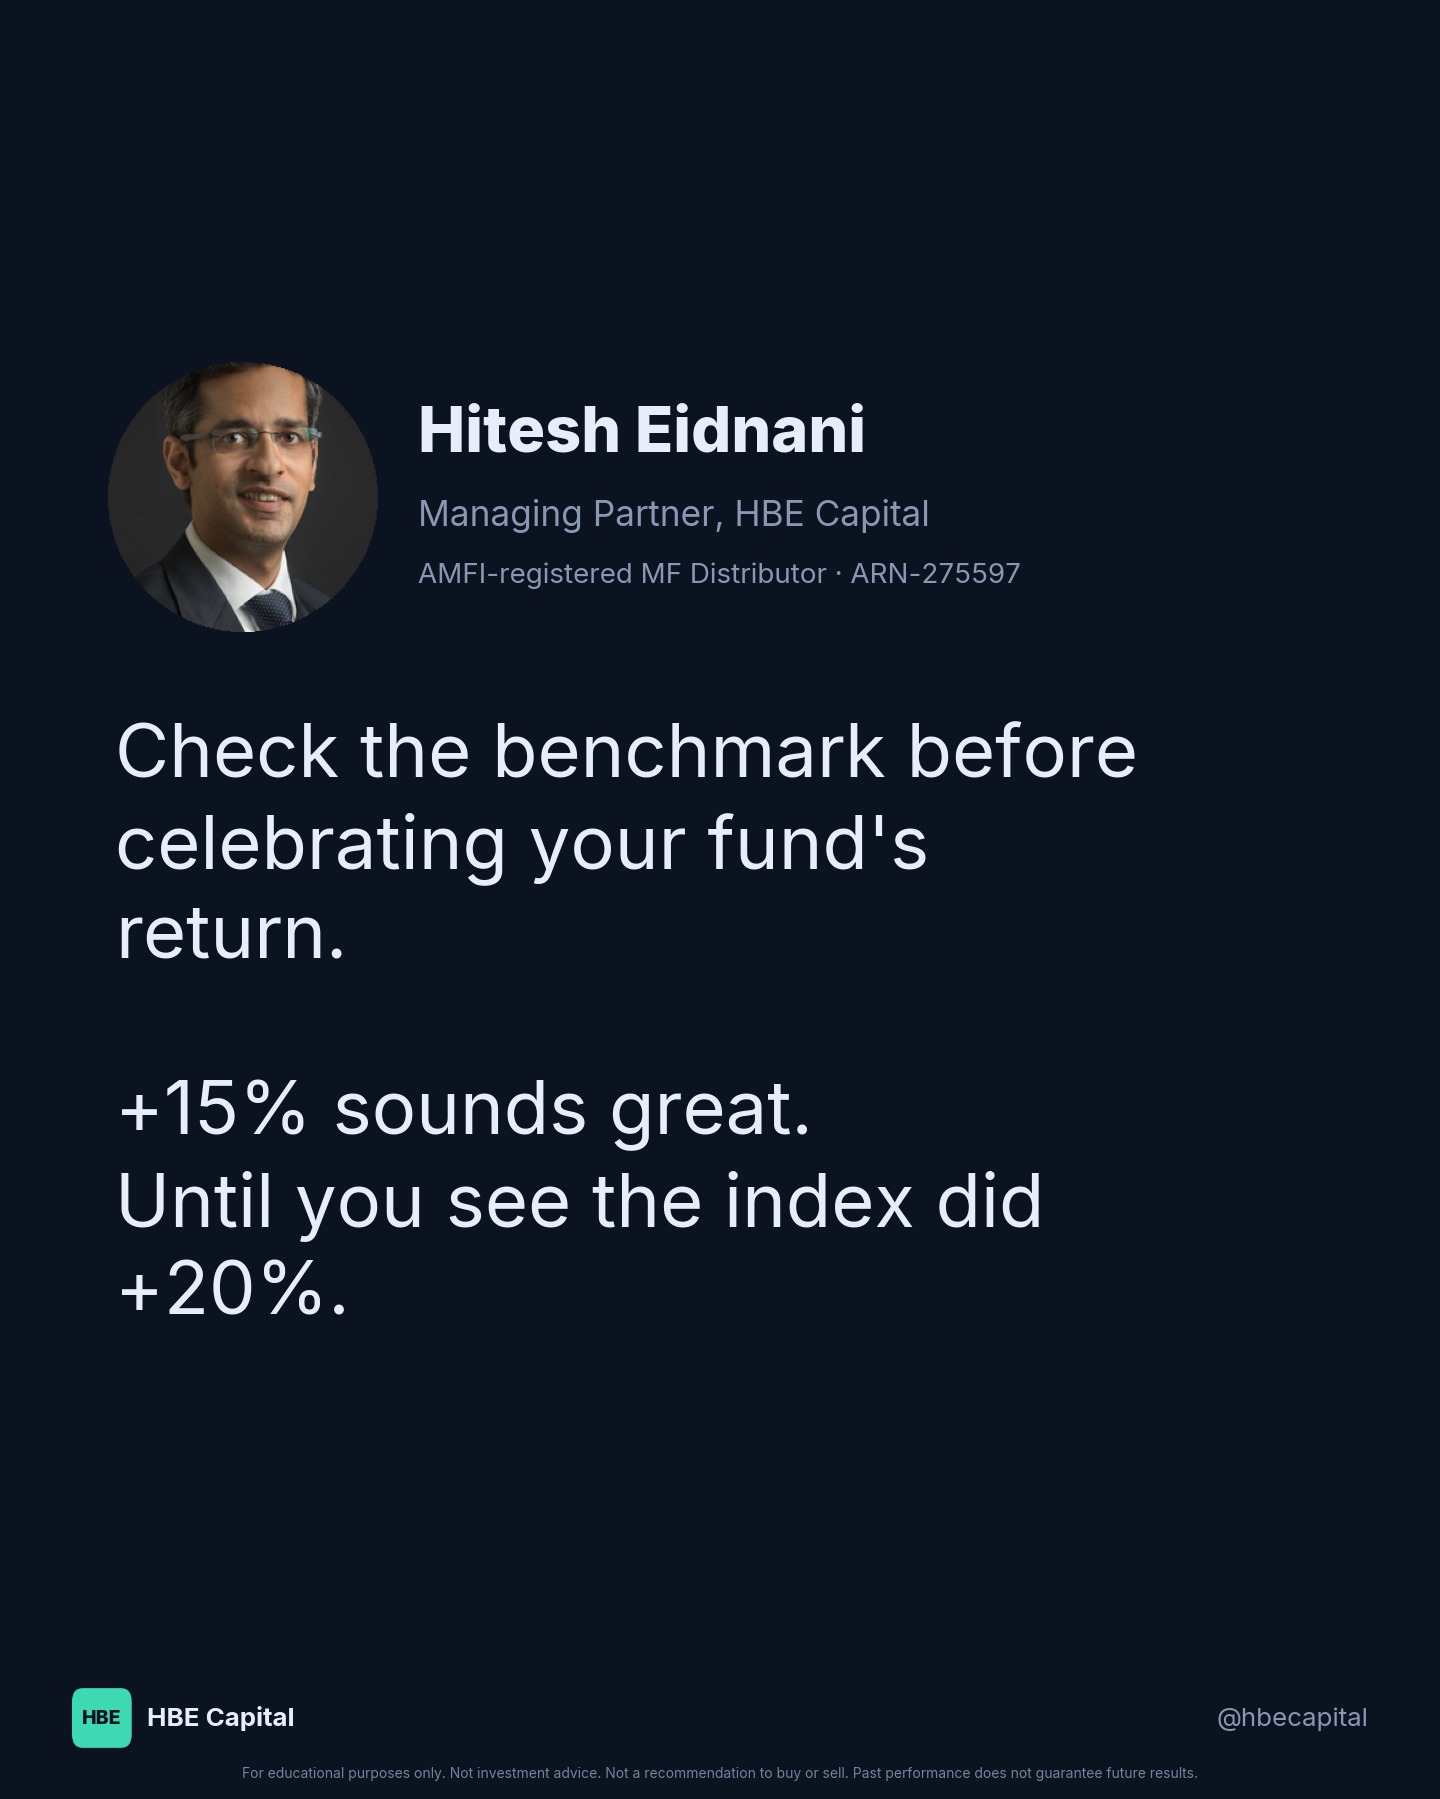 Hitesh Eidnani
Managing Partner, HBE Capital
AMFI-registered MF Distributor · ARN-275597
Check the benchmark before
celebrating your fund's
return.
+15% sounds great.
Until you see the index did
+20%.
HBE
HBE Capital
@hbecapital
For educational purposes only. Not investment advice. Not a recommendation to buy or sell. Past performance does not guarantee future results.